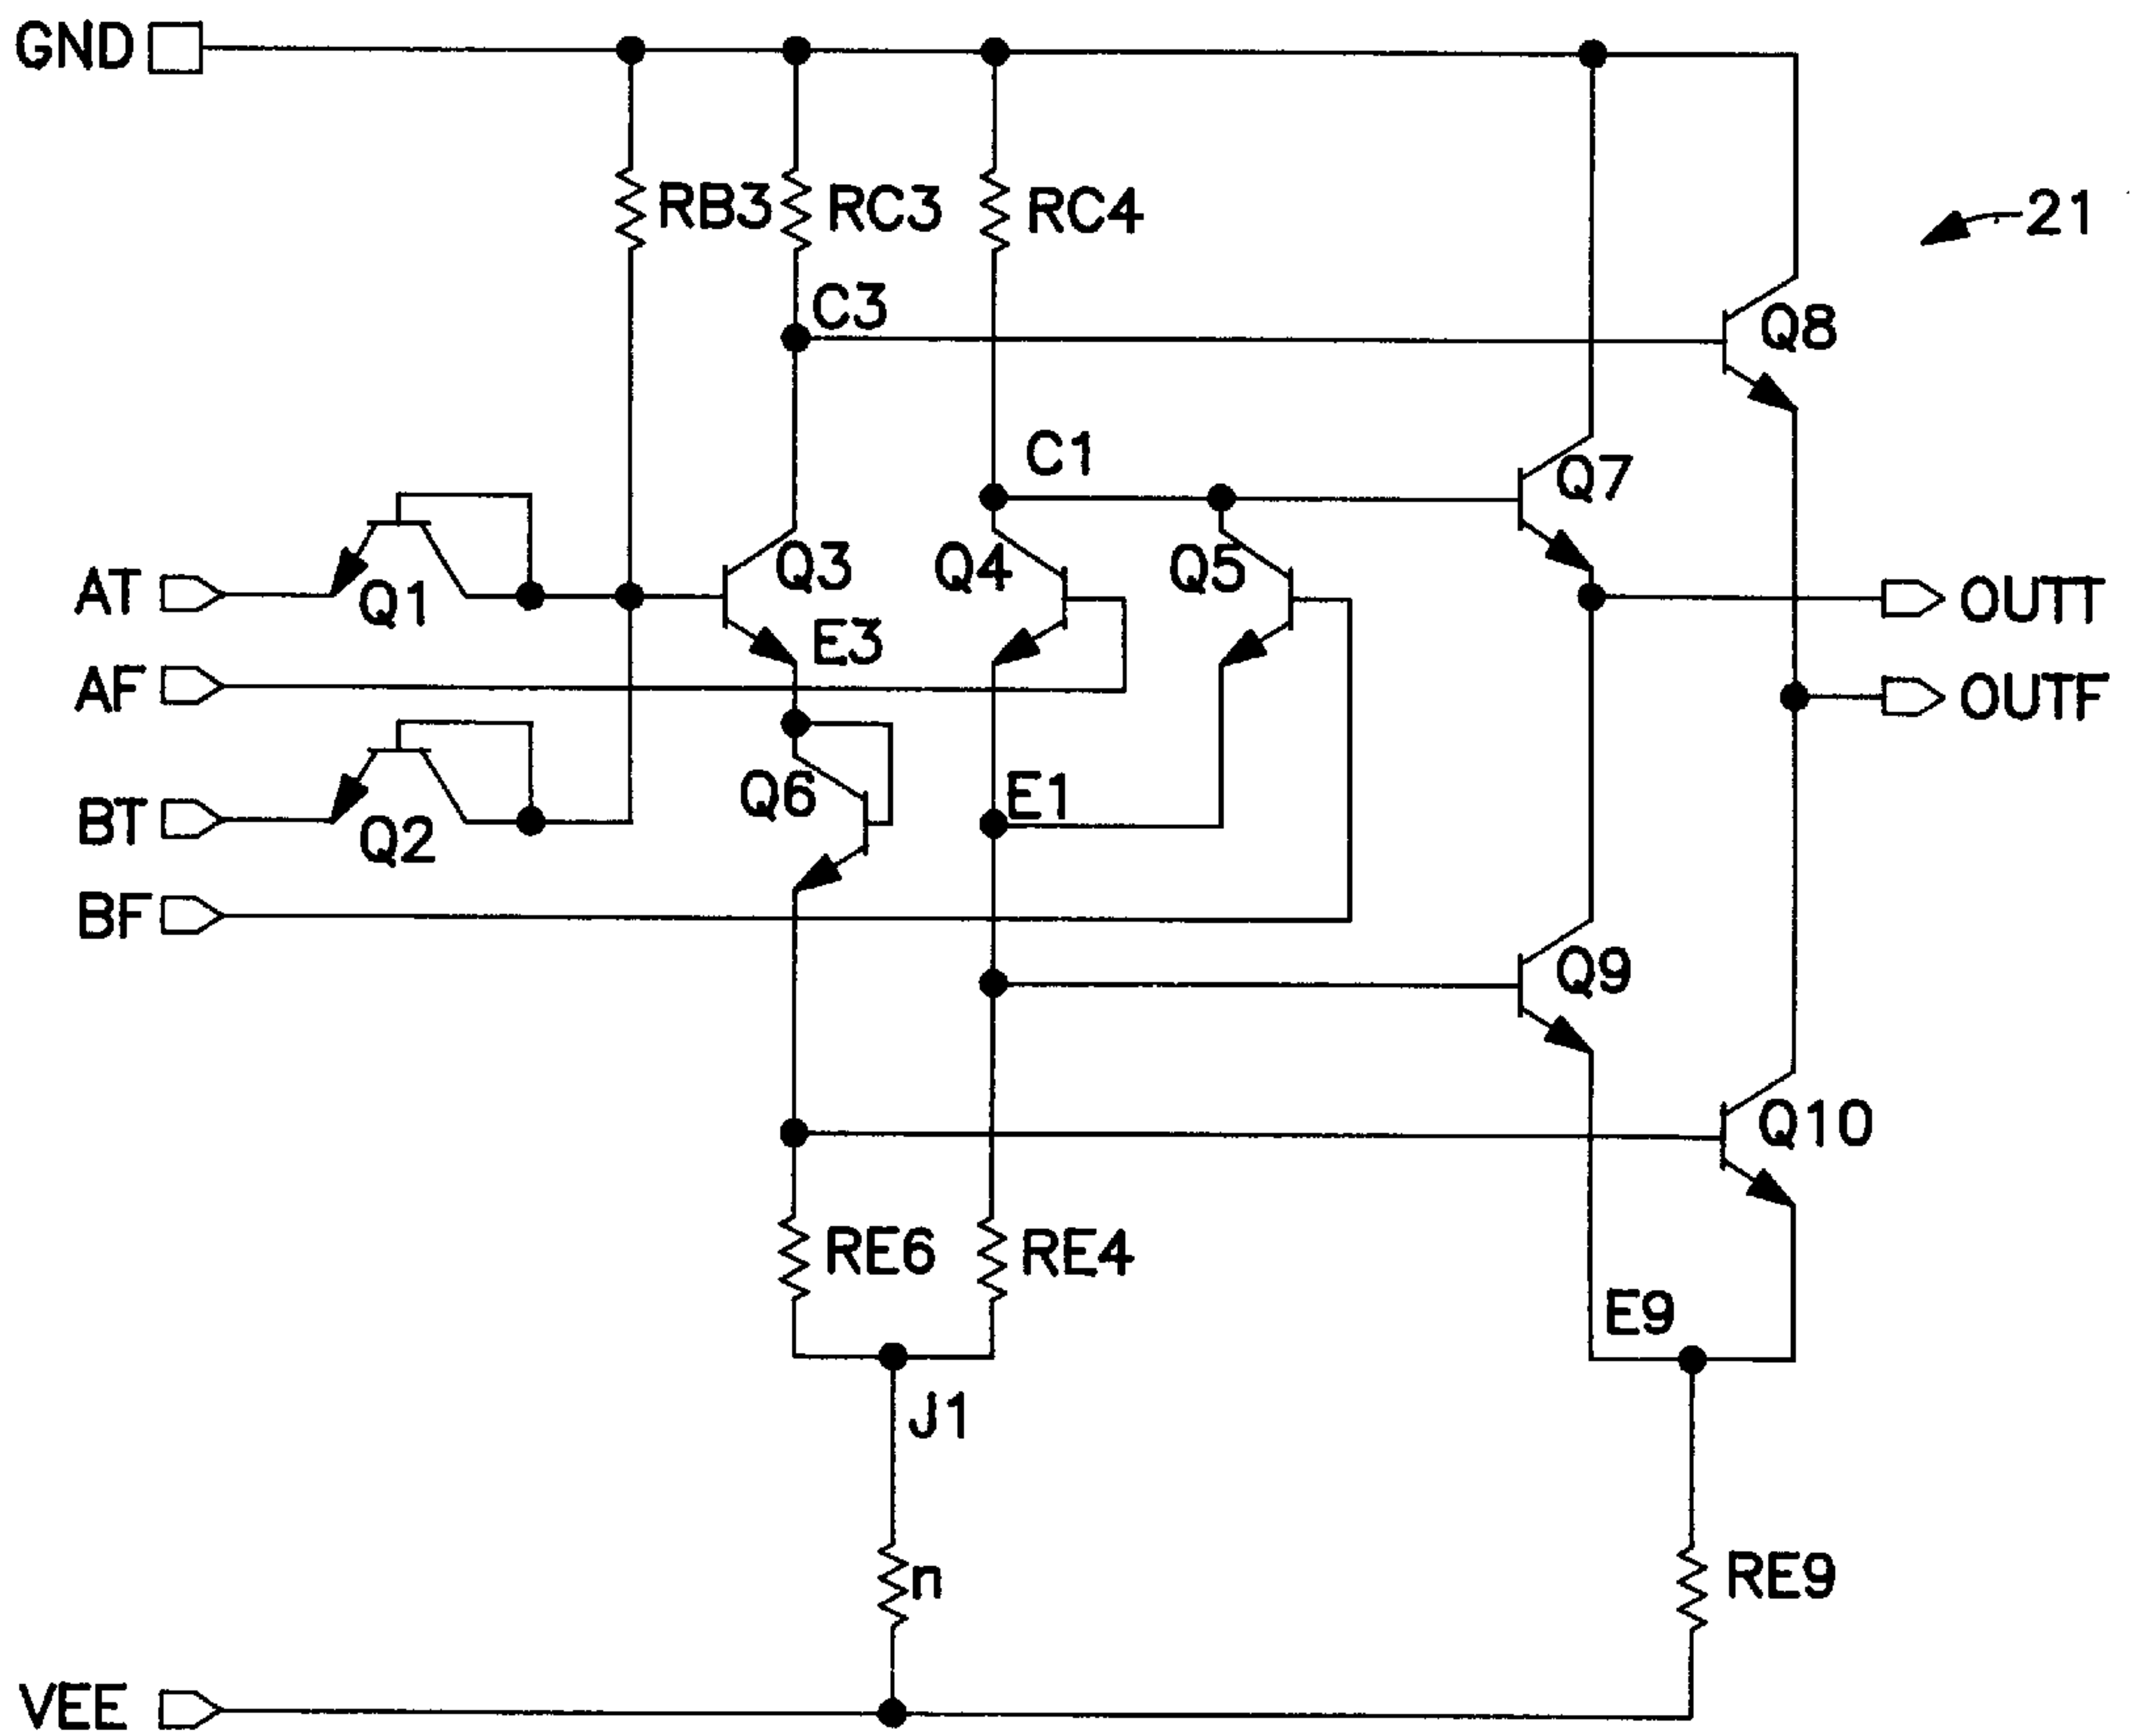 GND
RB3
RC3
RC4
21
C3
Q8
C1
Q7
Q3
Q4
Q5
AT
Q1
OUTT
E3
AF
OUTF
Q6
E1
BT
Q2
BF
Q9
Q10
RE6
RE4
E9
J1
n
RE9
VEE